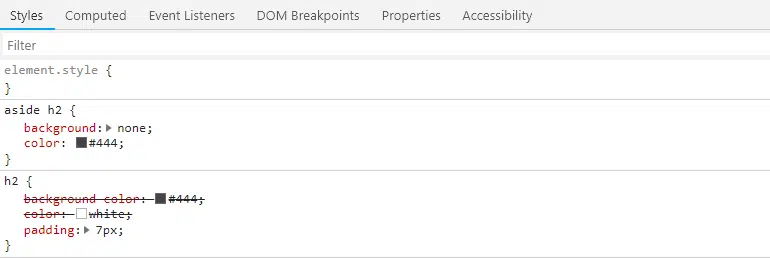 Styles Computed Event Listeners DOM Breakpoints Properties Accessibility
Filter
element.style {
}
aside h2 {
background: none;
color: #444;
}
h2 {
background-color: #444;
color: white;
padding: 7px;
}